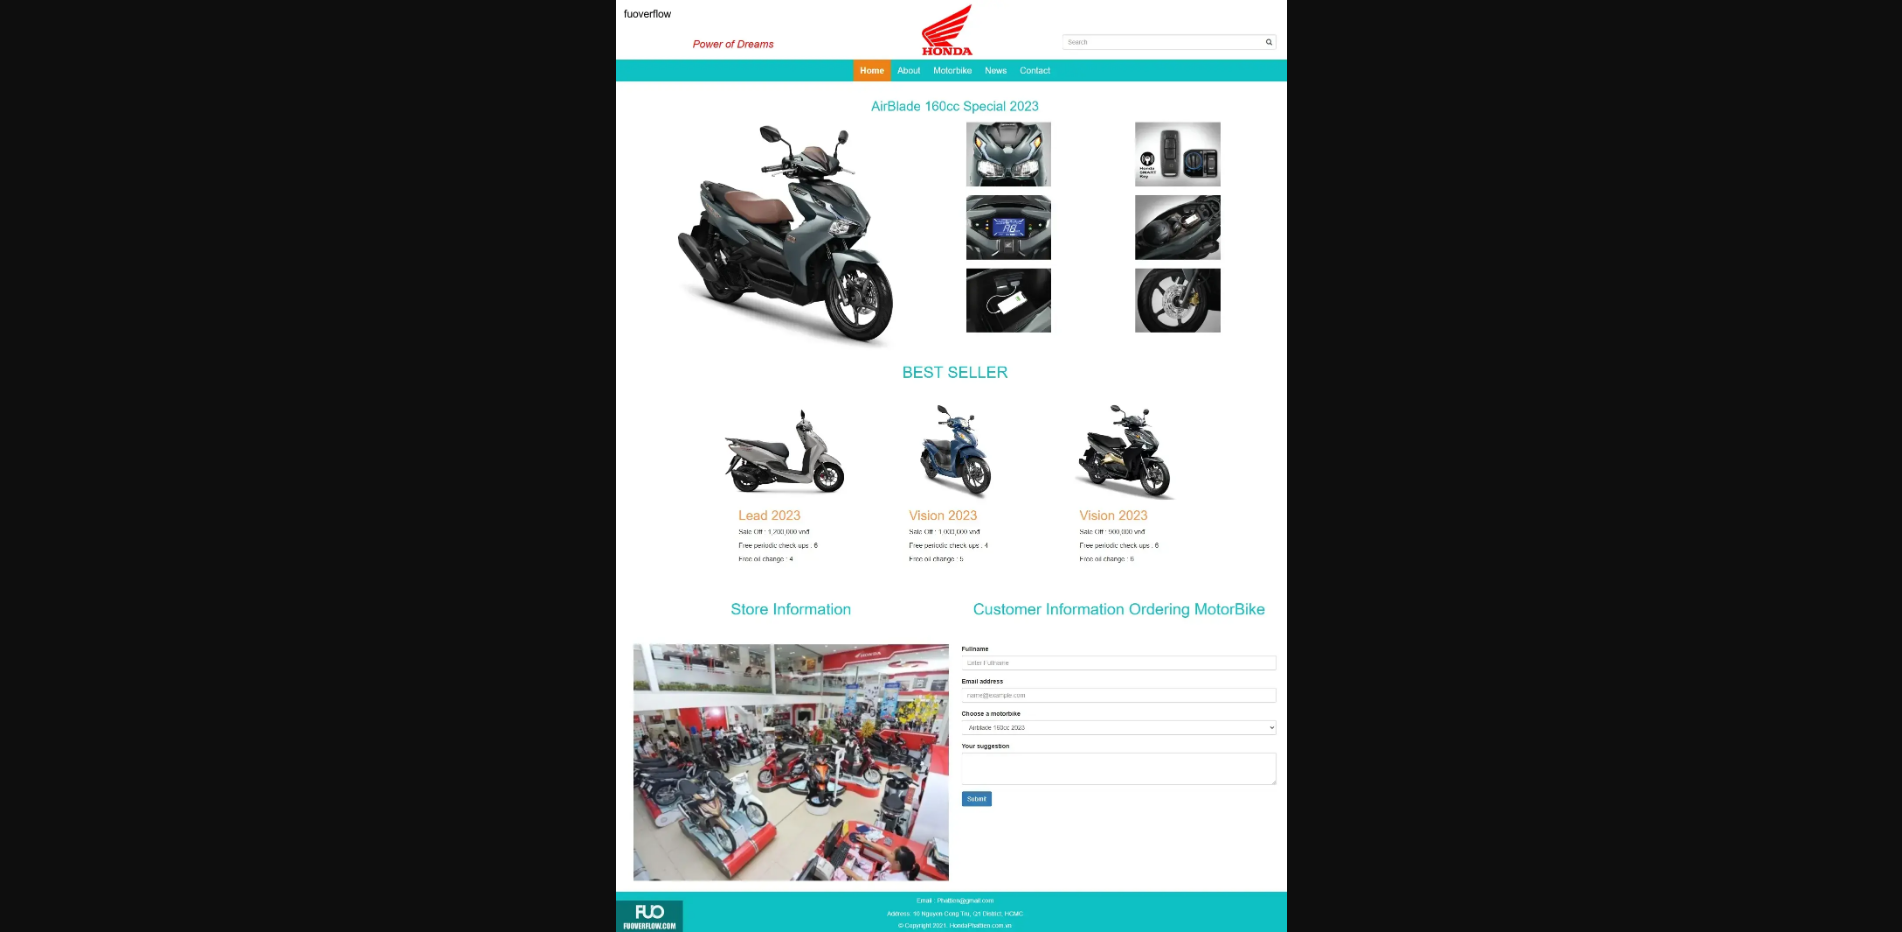 fuoverflow
Power of Dreams
HONDA
Search
Home About Motorbike News Contact
AirBlade 160cc Special 2023
Honda
SMART
Key
BEST SELLER
Lead 2023
Sale Off : 1,200,000 vnđ
Free periodic check ups : 6
Free oil change : 4
Vision 2023
Sale Off : 1,000,000 vnđ
Free periodic check ups : 4
Free oil change : 5
Vision 2023
Sale Off : 900,000 vnđ
Free periodic check ups : 6
Free oil change : 6
Store Information
Customer Information Ordering MotorBike
Fullname
Enter Fullname
Email address
name@example.com
Choose a motorbike
Airblade 160cc 2023
Your suggestion
Submit
Email : Phattien@gmail.com
Address: 10 Nguyen Cong Tru, Q1 District, HCMC
© Copyright 2021. HondaPhattien.com.vn
FUO
FUOVERFLOW.COM